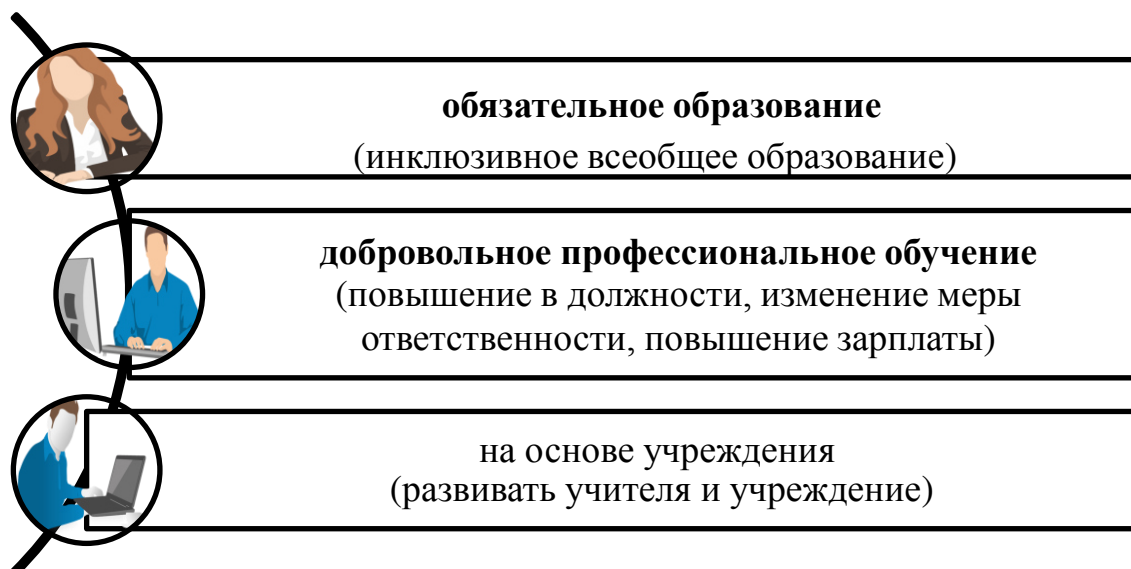 обязательное образование
(инклюзивное всеобщее образование)
добровольное профессиональное обучение
(повышение в должности, изменение меры
ответственности, повышение зарплаты)
на основе учреждения
(развивать учителя и учреждение)